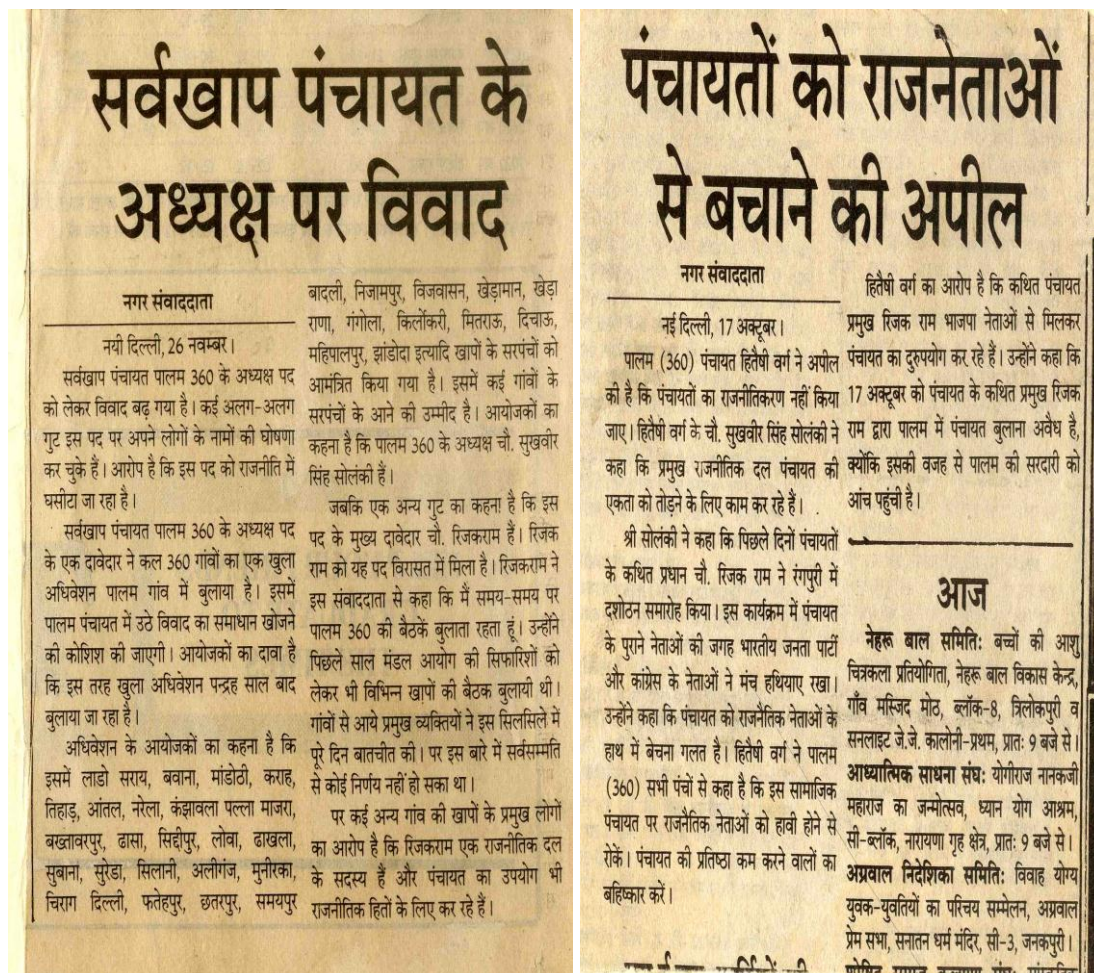 सर्वखाप पंचायत के
अध्यक्ष पर विवाद
नगर संवाददाता
नयी दिल्ली, 26 नवम्बर।
सर्वखाप पंचायत पालम 360 के अध्यक्ष पद
को लेकर विवाद बढ़ गया है। कई अलग-अलग
गुट इस पद पर अपने लोगों के नामों की घोषणा
कर चुके हैं। आरोप है कि इस पद को राजनीति में
घसीटा जा रहा है।
सर्वखाप पंचायत पालम 360 के अध्यक्ष पद
के एक दावेदार ने कल 360 गांवों का एक खुला
अधिवेशन पालम गांव में बुलाया है। इसमें
पालम पंचायत में उठे विवाद का समाधान खोजने
की कोशिश की जाएगी। आयोजकों का दावा है
कि इस तरह खुला अधिवेशन पन्द्रह साल बाद
बुलाया जा रहा है।
अधिवेशन के आयोजकों का कहना है कि
इसमें लाडो सराय, बवाना, मांडोठी, कराह,
तिहाड़, आंतल, नरेला, कंझावला पल्ला माजरा,
बख्तावरपुर, ढासा, सिद्दीपुर, लोवा, ढाखला,
सुबाना, सुरेडा, सिलानी, अलीगंज, मुनीरका,
चिराग दिल्ली, फतेहपुर, छतरपुर, समयपुर
बादली, निजामपुर, विजवासन, खेड़ामान, खेड़ा
राणा, गंगोला, किलोंकरी, मितराऊ, दिचाऊ,
महिपालपुर, झांडोदा इत्यादि खापों के सरपंचों को
आमंत्रित किया गया है। इसमें कई गांवों के
सरपंचों के आने की उम्मीद है। आयोजकों का
कहना है कि पालम 360 के अध्यक्ष चौ. सुखवीर
सिंह सोलंकी हैं।
जबकि एक अन्य गुट का कहना है कि इस
पद के मुख्य दावेदार चौ. रिजकराम हैं। रिजक
राम को यह पद विरासत में मिला है। रिजकराम ने
इस संवाददाता से कहा कि मैं समय-समय पर
पालम 360 की बैठकें बुलाता रहता हूं। उन्होंने
पिछले साल मंडल आयोग की सिफारिशों को
लेकर भी विभिन्न खापों की बैठक बुलायी थी।
गांवों से आये प्रमुख व्यक्तियों ने इस सिलसिले में
पूरे दिन बातचीत की। पर इस बारे में सर्वसम्मति
से कोई निर्णय नहीं हो सका था।
पर कई अन्य गांव की खापों के प्रमुख लोगों
का आरोप है कि रिजकराम एक राजनीतिक दल
के सदस्य हैं और पंचायत का उपयोग भी
राजनीतिक हितों के लिए कर रहे हैं।
पंचायतों को राजनेताओं
से बचाने की अपील
नगर संवाददाता
नई दिल्ली, 17 अक्टूबर।
पालम (360) पंचायत हितैषी वर्ग ने अपील
की है कि पंचायतों का राजनीतिकरण नहीं किया
जाए। हितैषी वर्ग के चौ. सुखवीर सिंह सोलंकी ने
कहा कि प्रमुख राजनीतिक दल पंचायत की
एकता को तोड़ने के लिए काम कर रहे हैं।
श्री सोलंकी ने कहा कि पिछले दिनों पंचायतों
के कथित प्रधान चौ. रिजक राम ने रंगपुरी में
दशोठन समारोह किया। इस कार्यक्रम में पंचायत
के पुराने नेताओं की जगह भारतीय जनता पार्टी
और कांग्रेस के नेताओं ने मंच हथियाए रखा।
उन्होंने कहा कि पंचायत को राजनैतिक नेताओं के
हाथ में बेचना गलत है। हितैषी वर्ग ने पालम
(360) सभी पंचों से कहा है कि इस सामाजिक
पंचायत पर राजनैतिक नेताओं को हावी होने से
रोकें। पंचायत की प्रतिष्ठा कम करने वालों का
बहिष्कार करें।
हितैषी वर्ग का आरोप है कि कथित पंचायत
प्रमुख रिजक राम भाजपा नेताओं से मिलकर
पंचायत का दुरुपयोग कर रहे हैं। उन्होंने कहा कि
17 अक्टूबर को पंचायत के कथित प्रमुख रिजक
राम द्वारा पालम में पंचायत बुलाना अवैध है,
क्योंकि इसकी वजह से पालम की सरदारी को
आंच पहुंची है।
आज
नेहरू बाल समितिः बच्चों की आशु
चित्रकला प्रतियोगिता, नेहरू बाल विकास केन्द्र,
गाँव मस्जिद मोठ, ब्लॉक-8, त्रिलोकपुरी व
सनलाइट जे.जे. कालोनी-प्रथम, प्रातः 9 बजे से।
आध्यात्मिक साधना संघः योगीराज नानकजी
महाराज का जन्मोत्सव, ध्यान योग आश्रम,
सी-ब्लॉक, नारायणा गृह क्षेत्र, प्रातः 9 बजे से।
अग्रवाल निदेशिका समितिः विवाह योग्य
युवक-युवतियों का परिचय सम्मेलन, अग्रवाल
प्रेम सभा, सनातन धर्म मंदिर, सी-3, जनकपुरी।